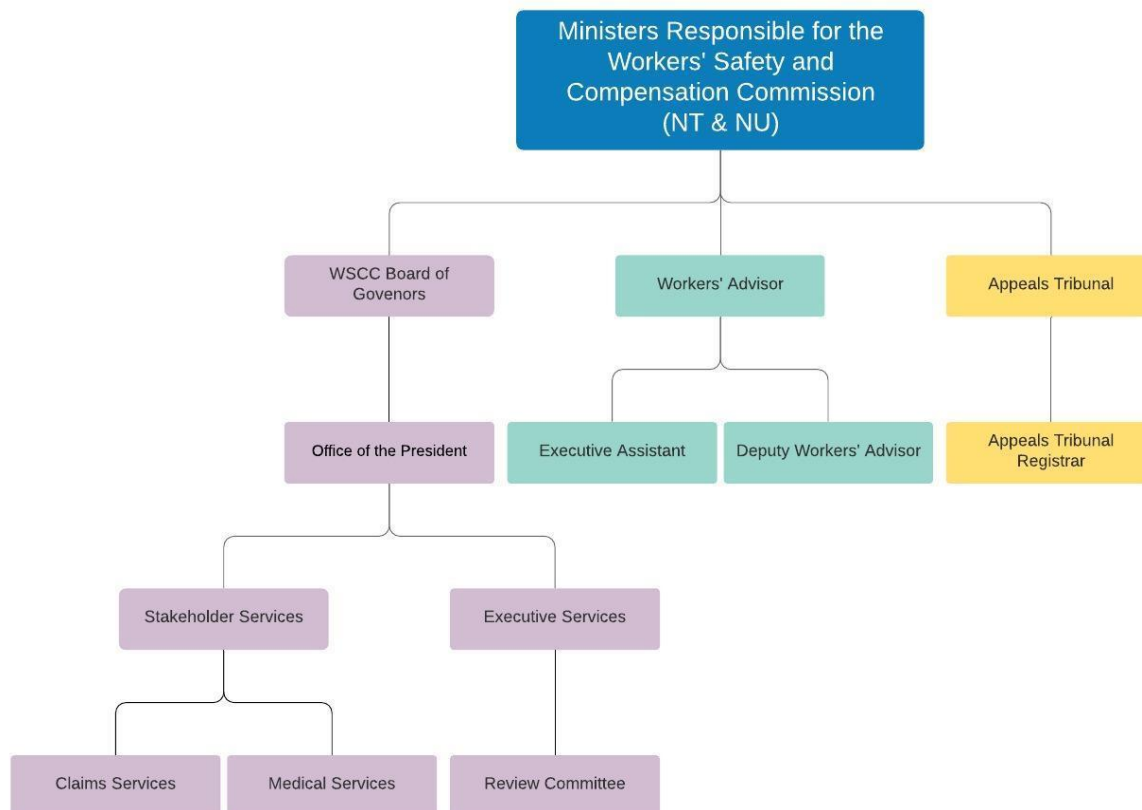 Ministers Responsible for the
Workers' Safety and
Compensation Commission
(NT & NU)
WSCC Board of
Govenors
Workers' Advisor
Appeals Tribunal
Office of the President
Executive Assistant
Deputy Workers' Advisor
Appeals Tribunal
Registrar
Stakeholder Services
Executive Services
Claims Services
Medical Services
Review Committee